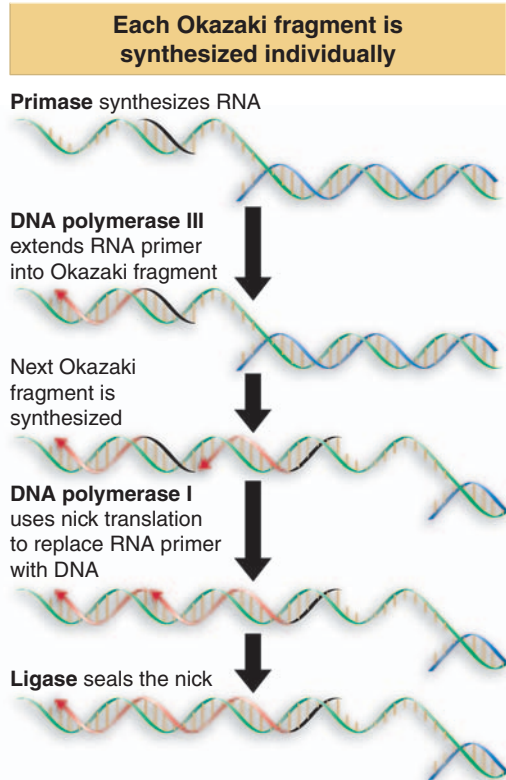 Each Okazaki fragment is
synthesized individually
Primase synthesizes RNA
DNA polymerase III
extends RNA primer
into Okazaki fragment
Next Okazaki
fragment is
synthesized
DNA polymerase I
uses nick translation
to replace RNA primer
with DNA
Ligase seals the nick